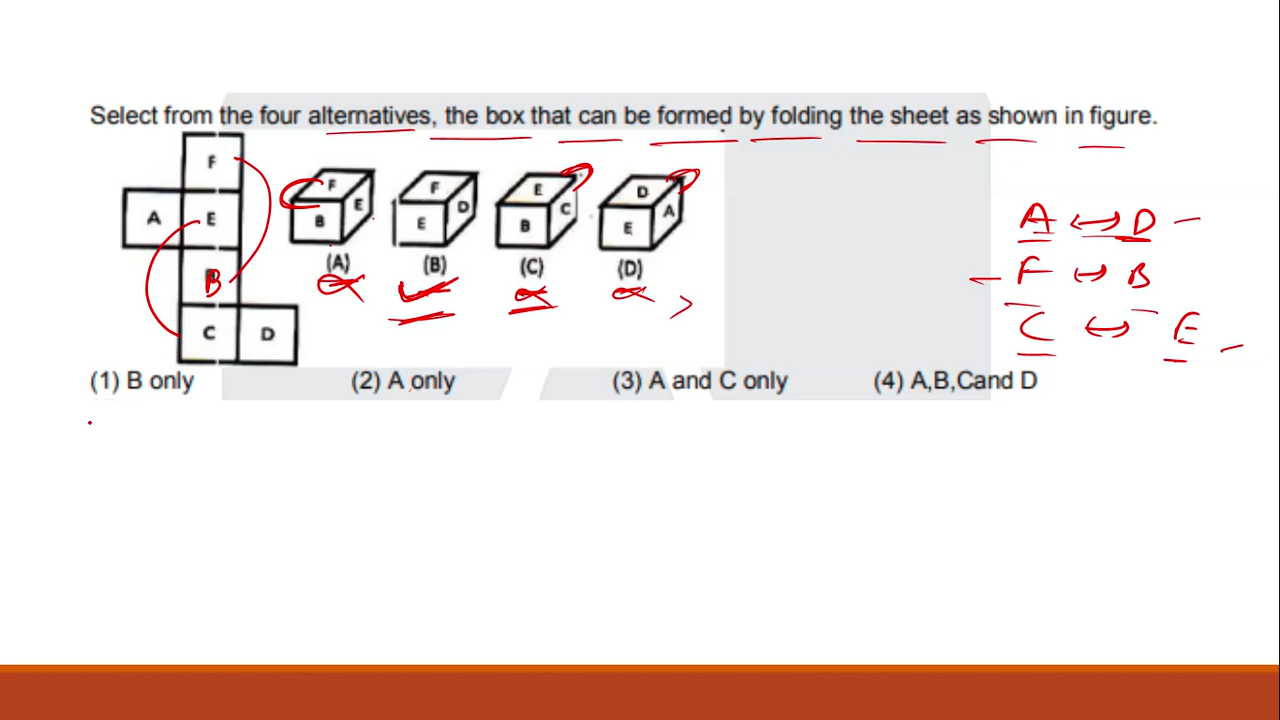 Select from the four alternatives, the box that can be formed by folding the sheet as shown in figure.
F
A E
B
C D
F B E
F E D
E B C
D E A
(A) (B) (C) (D)
A ↔ D
F ↔ B
C ↔ E
(1) B only (2) A only (3) A and C only (4) A,B,Cand D